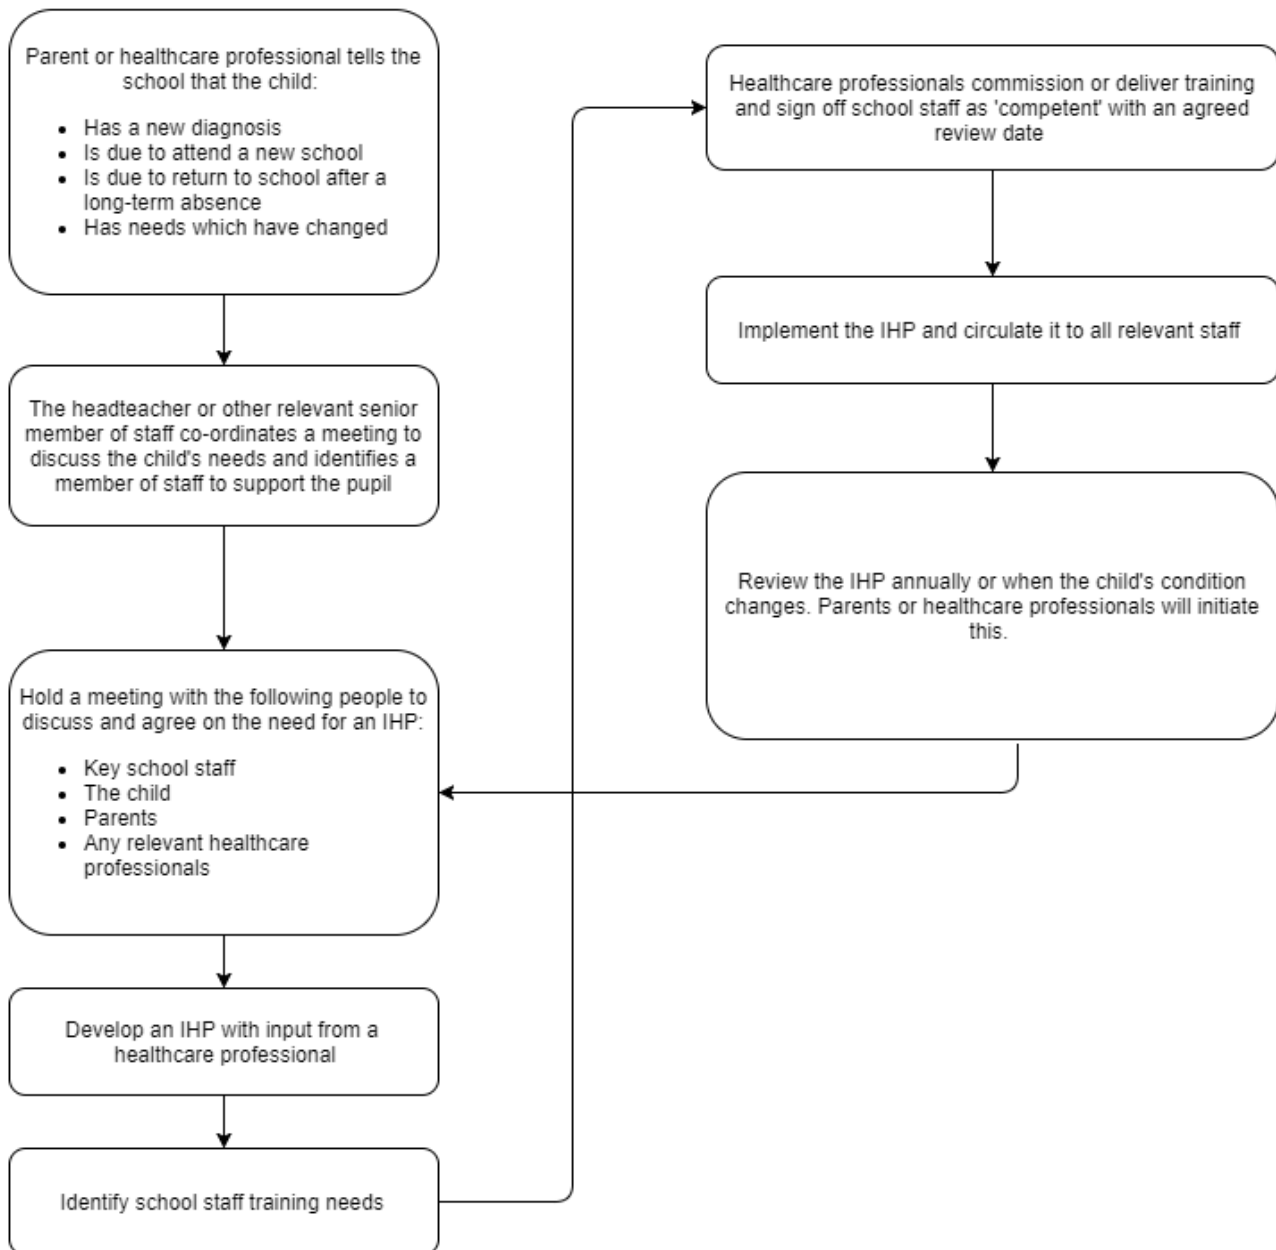 Parent or healthcare professional tells the
school that the child:
• Has a new diagnosis
• Is due to attend a new school
• Is due to return to school after a
long-term absence
• Has needs which have changed
The headteacher or other relevant senior
member of staff co-ordinates a meeting to
discuss the child's needs and identifies a
member of staff to support the pupil
Hold a meeting with the following people to
discuss and agree on the need for an IHP:
• Key school staff
• The child
• Parents
• Any relevant healthcare
professionals
Develop an IHP with input from a
healthcare professional
Identify school staff training needs
Healthcare professionals commission or deliver training
and sign off school staff as 'competent' with an agreed
review date
Implement the IHP and circulate it to all relevant staff
Review the IHP annually or when the child's condition
changes. Parents or healthcare professionals will initiate
this.